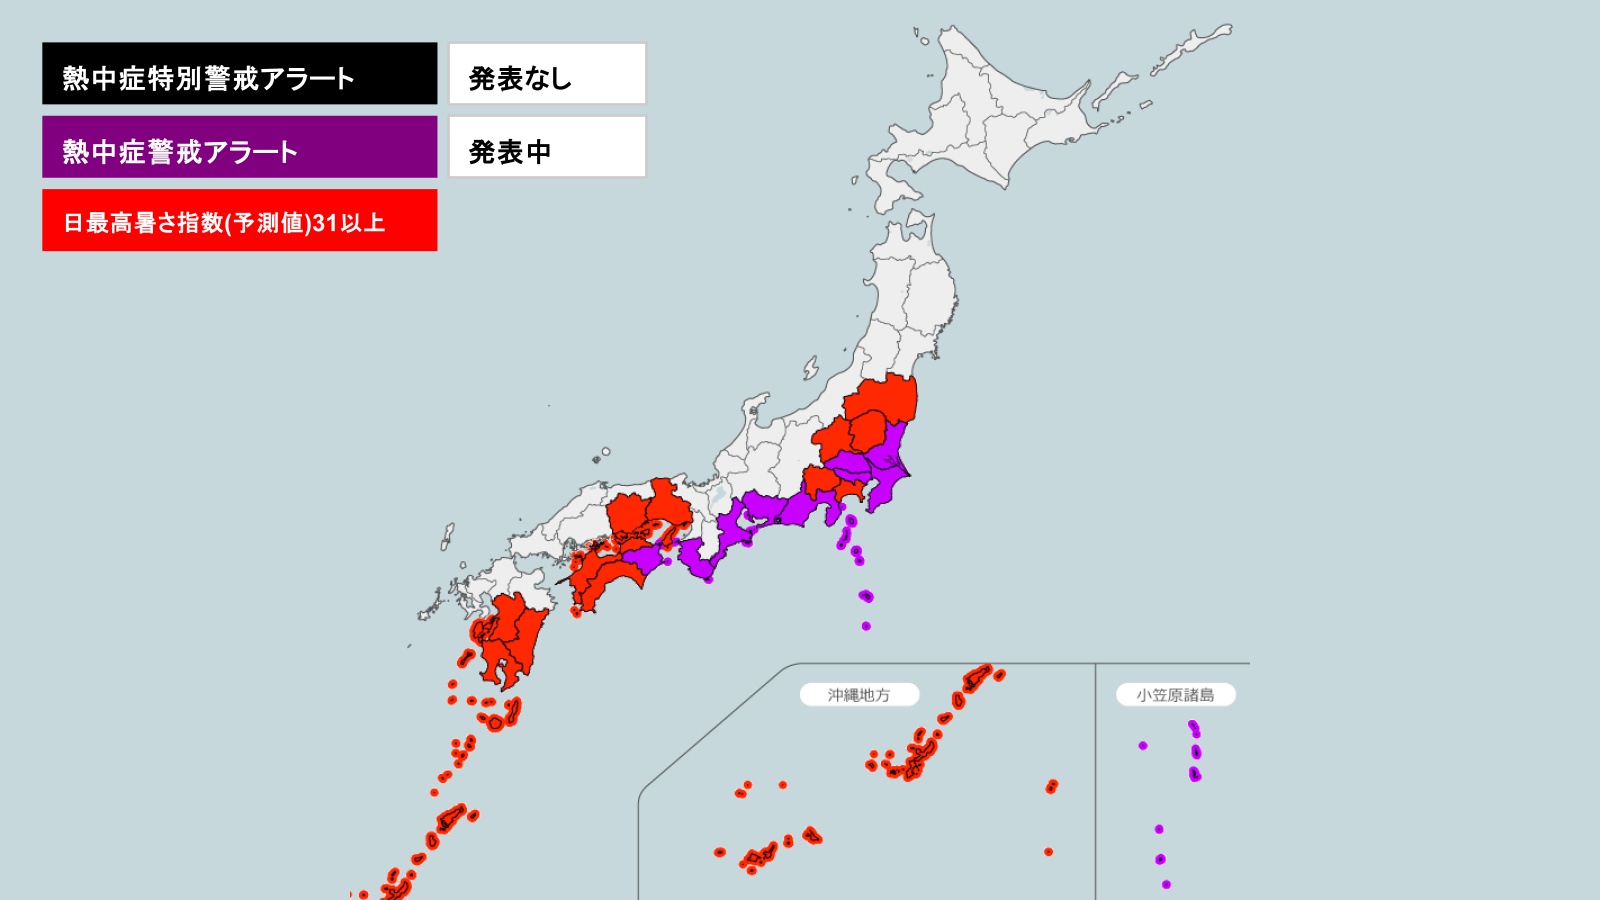 熱中症特別警戒アラート
発表なし
熱中症警戒アラート
発表中
日最高暑さ指数(予測値)31以上
沖縄地方
小笠原諸島